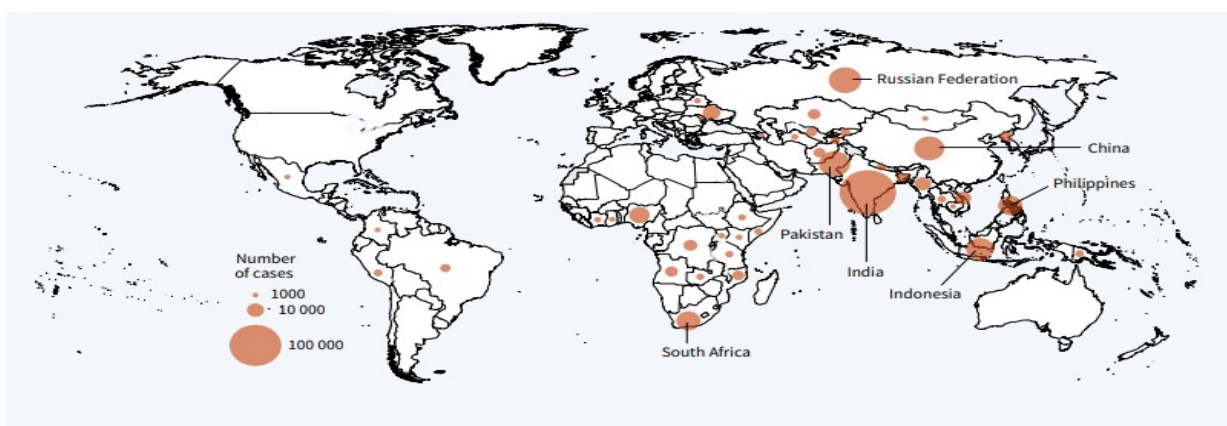 Russian Federation
China
Philippines
Pakistan
India
Indonesia
South Africa
Number
of cases
1000
10 000
100 000